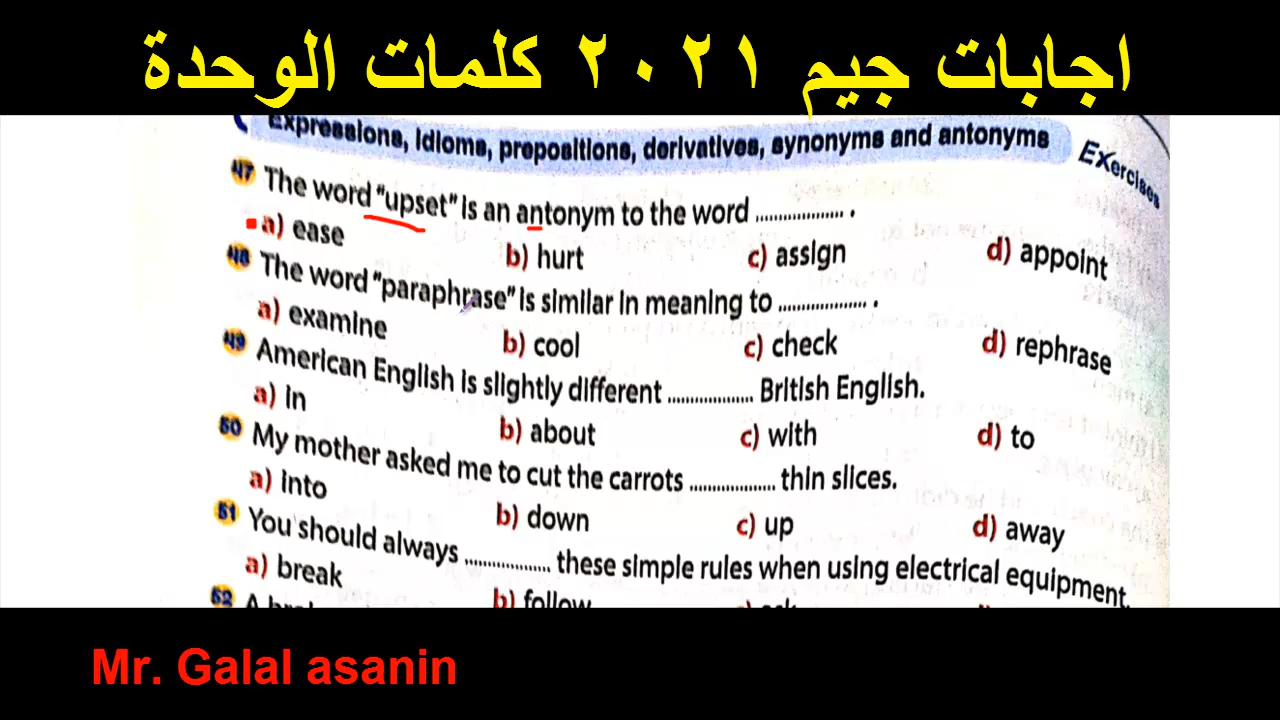 اجابات جيم ٢٠٢١ كلمات الوحدة
Expressions, idioms, prepositions, derivatives, synonyms and antonyms
Exercises
47 The word "upset" is an antonym to the word ................... .
a) ease b) hurt c) assign d) appoint
48 The word "paraphrase" is similar in meaning to ................... .
a) examine b) cool c) check d) rephrase
49 American English is slightly different ................... British English.
a) in b) about c) with d) to
50 My mother asked me to cut the carrots ................... thin slices.
a) into b) down c) up d) away
51 You should always ................... these simple rules when using electrical equipment.
a) break b) follow
52 A
Mr. Galal asanin